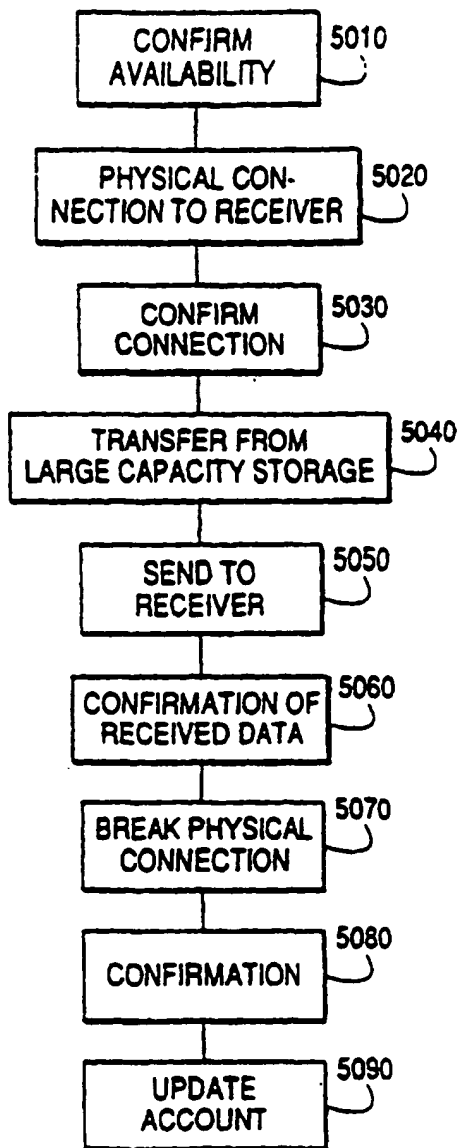 CONFIRM
AVAILABILITY
5010
PHYSICAL CON-
NECTION TO RECEIVER
5020
CONFIRM
CONNECTION
5030
TRANSFER FROM
LARGE CAPACITY STORAGE
5040
SEND TO
RECEIVER
5050
CONFIRMATION OF
RECEIVED DATA
5060
BREAK PHYSICAL
CONNECTION
5070
CONFIRMATION
5080
UPDATE
ACCOUNT
5090